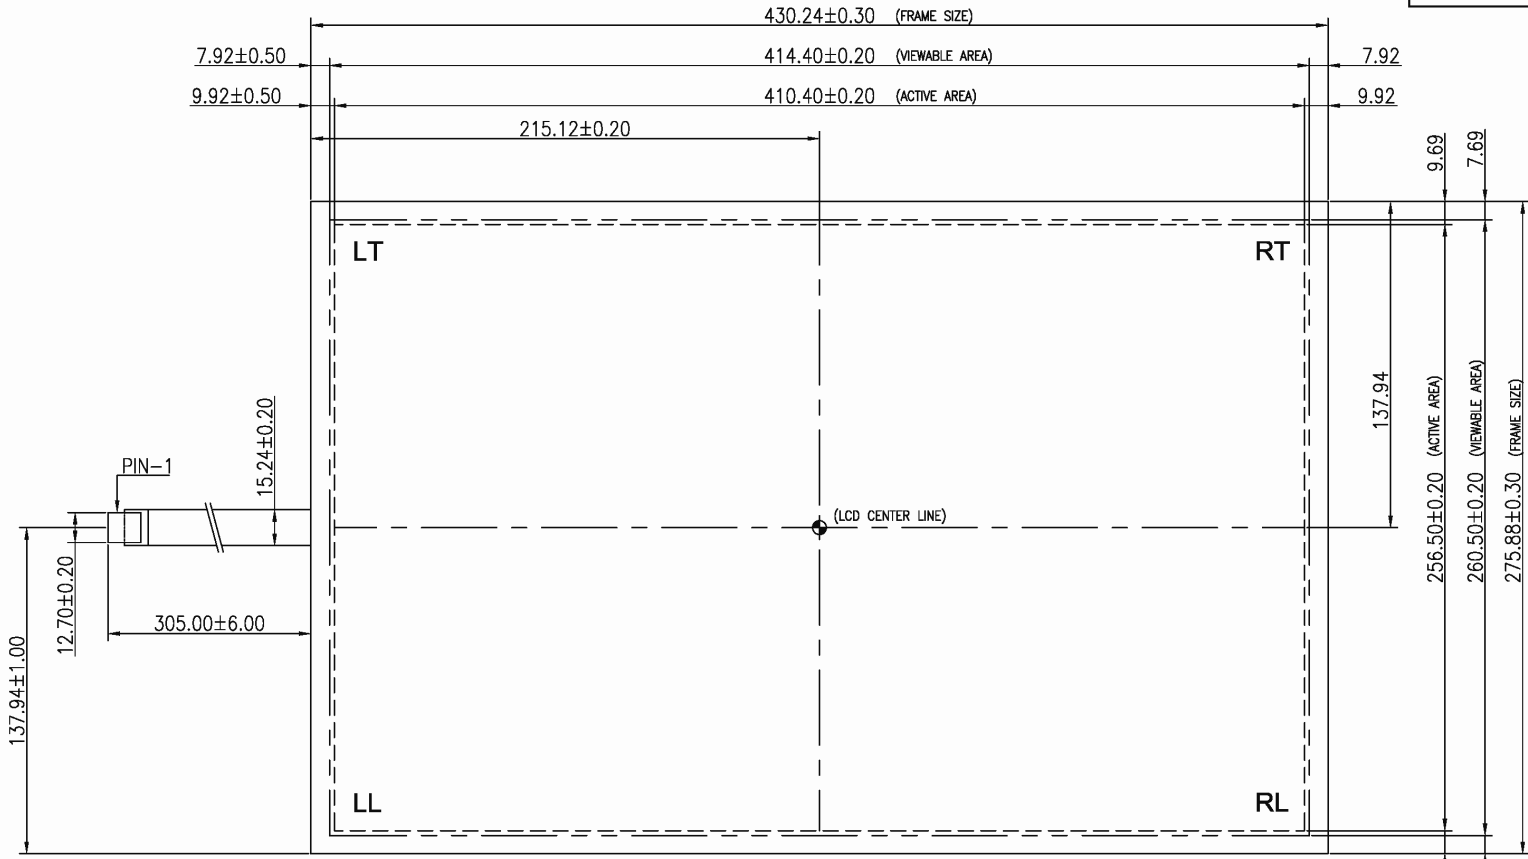 430.24±0.30 (FRAME SIZE)
7.92±0.50 414.40±0.20 (VIEWABLE AREA) 7.92
9.92±0.50 410.40±0.20 (ACTIVE AREA) 9.92
215.12±0.20
9.69
7.69
LT RT
137.94
256.50±0.20 (ACTIVE AREA)
260.50±0.20 (VIEWABLE AREA)
275.88±0.30 (FRAME SIZE)
15.24±0.20
PIN-1
(LCD CENTER LINE)
12.70±0.20
305.00±6.00
137.94±1.00
LL RL